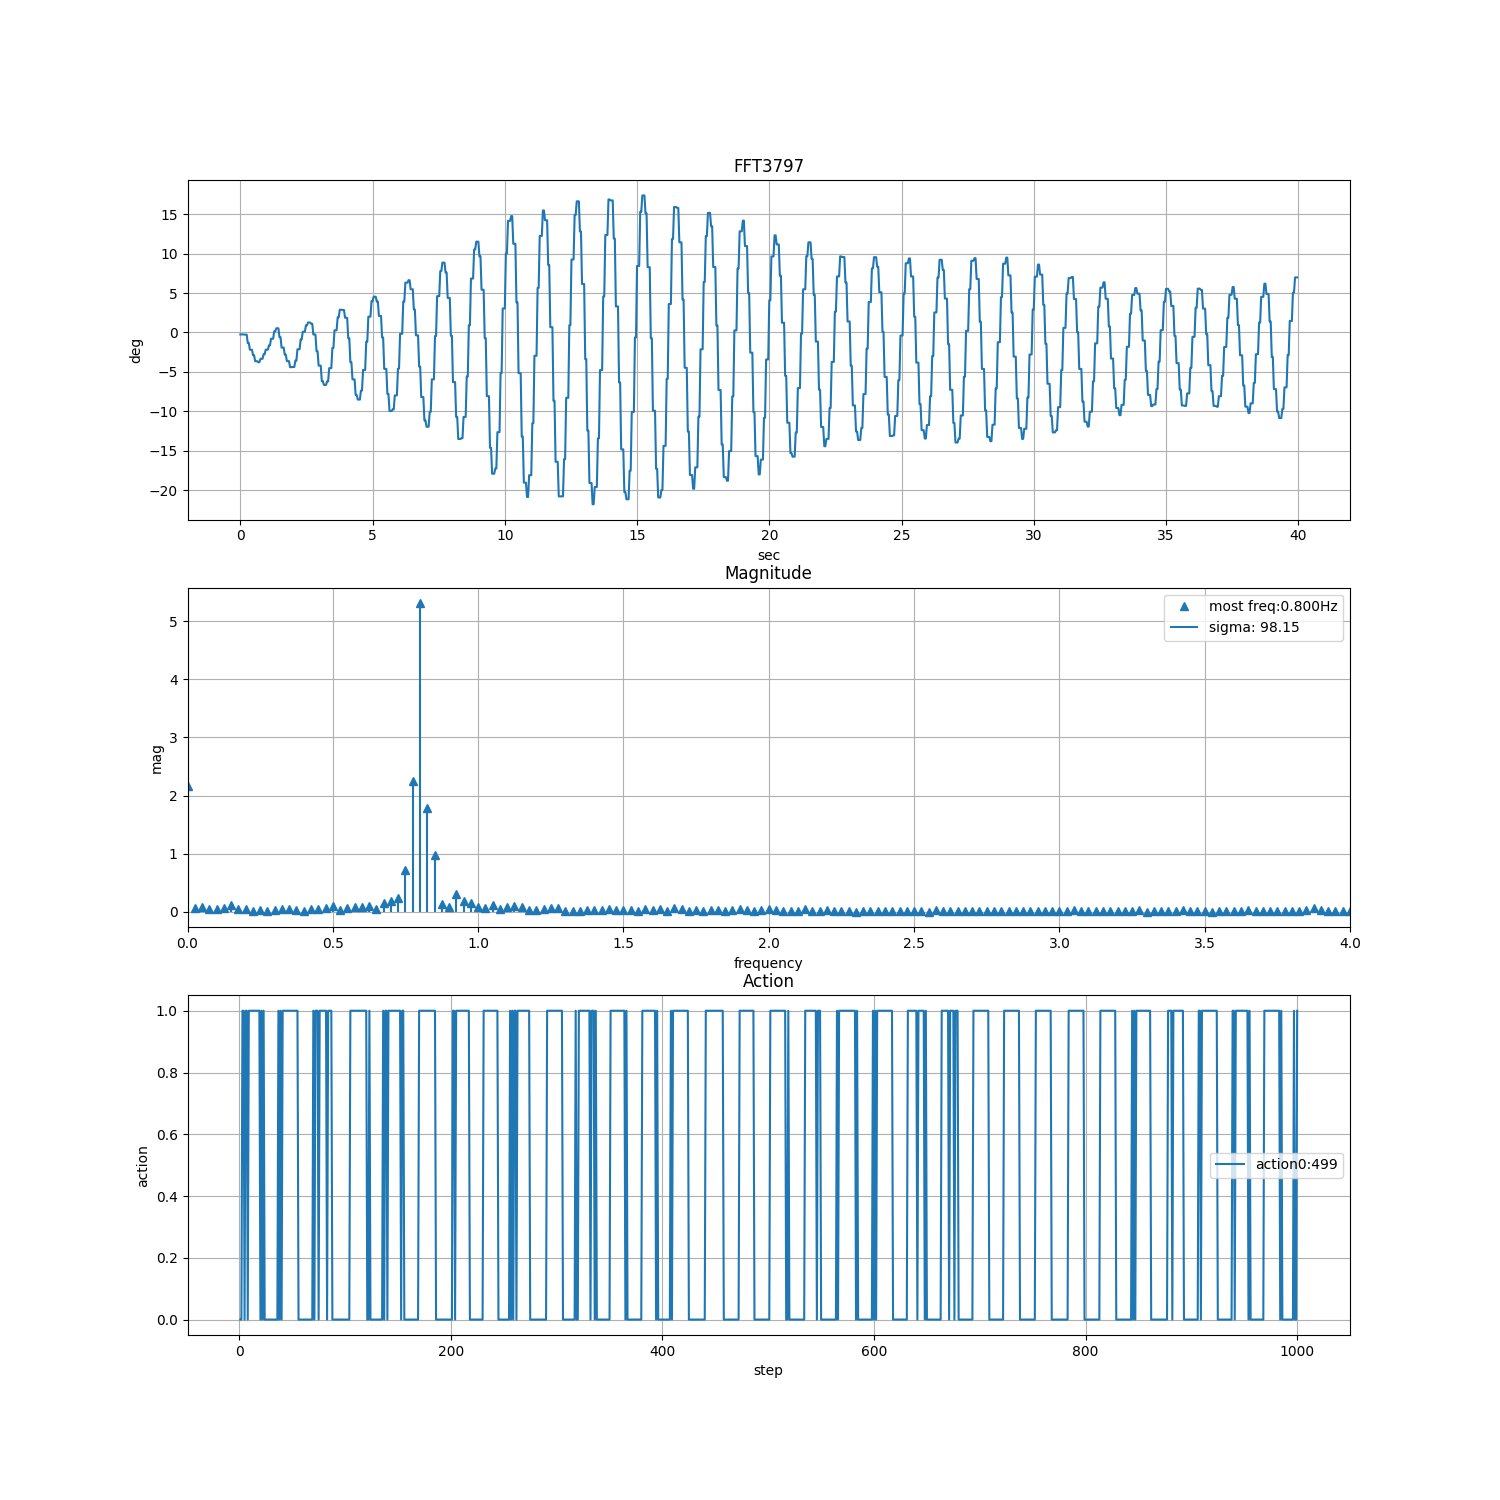 FFT3797
15
10
5
0
−5
−10
−15
−20
deg
0 5 10 15 20 25 30 35 40
sec
Magnitude
most freq:0.800Hz
sigma: 98.15
5
4
3
2
1
0
mag
0.0 0.5 1.0 1.5 2.0 2.5 3.0 3.5 4.0
frequency
Action
1.0
0.8
0.6
0.4
0.2
0.0
action
action0:499
0 200 400 600 800 1000
step